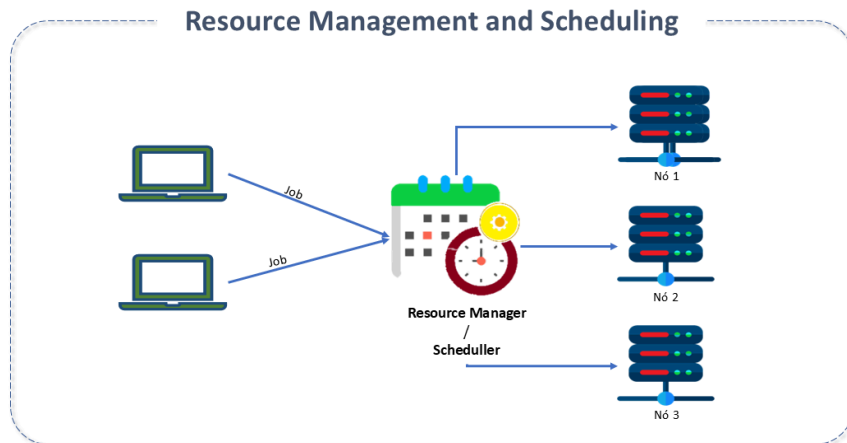 Resource Management and Scheduling
Job
Job
Resource Manager
/
Scheduller
Nó 1
Nó 2
Nó 3